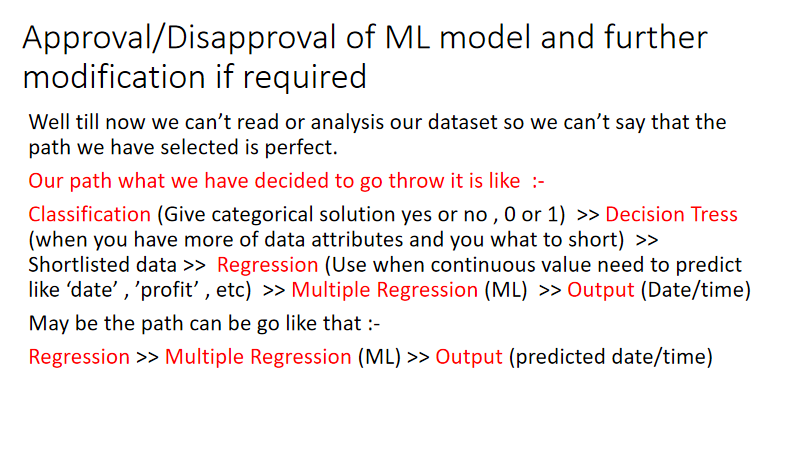 Approval/Disapproval of ML model and further
modification if required
Well till now we can’t read or analysis our dataset so we can’t say that the
path we have selected is perfect.
Our path what we have decided to go throw it is like  :-
Classification (Give categorical solution yes or no , 0 or 1)  >> Decision Tress
(when you have more of data attributes and you what to short)  >>
Shortlisted data >>  Regression (Use when continuous value need to predict
like ‘date’ , ’profit’ , etc)  >> Multiple Regression (ML)  >> Output (Date/time)
May be the path can be go like that :-
Regression >> Multiple Regression (ML) >> Output (predicted date/time)